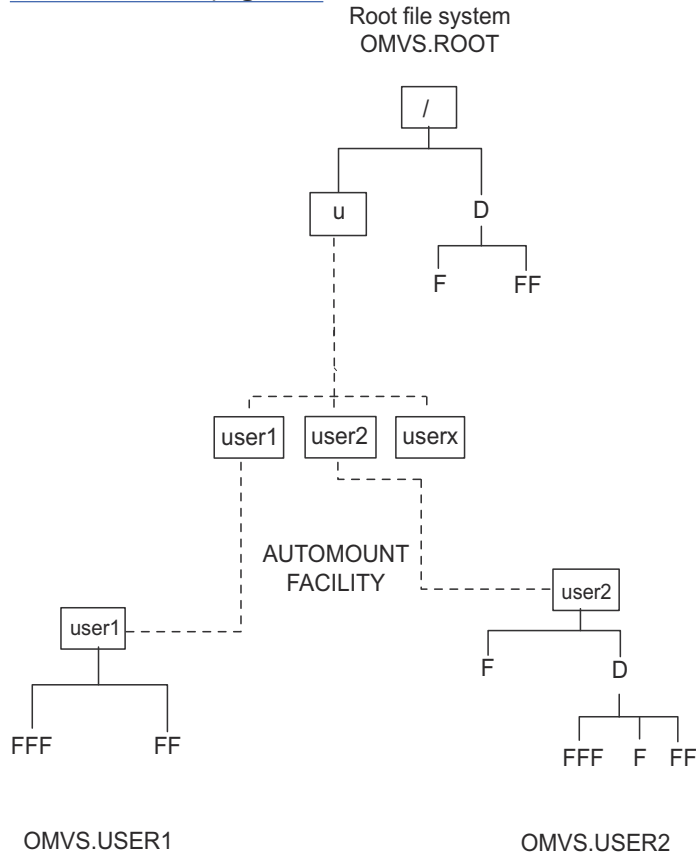 Root file system
OMVS.ROOT
/
u
D
F
FF
user1
user2
userx
AUTOMOUNT
FACILITY
user1
user2
F
D
FFF
FF
FFF
F
FF
OMVS.USER1
OMVS.USER2